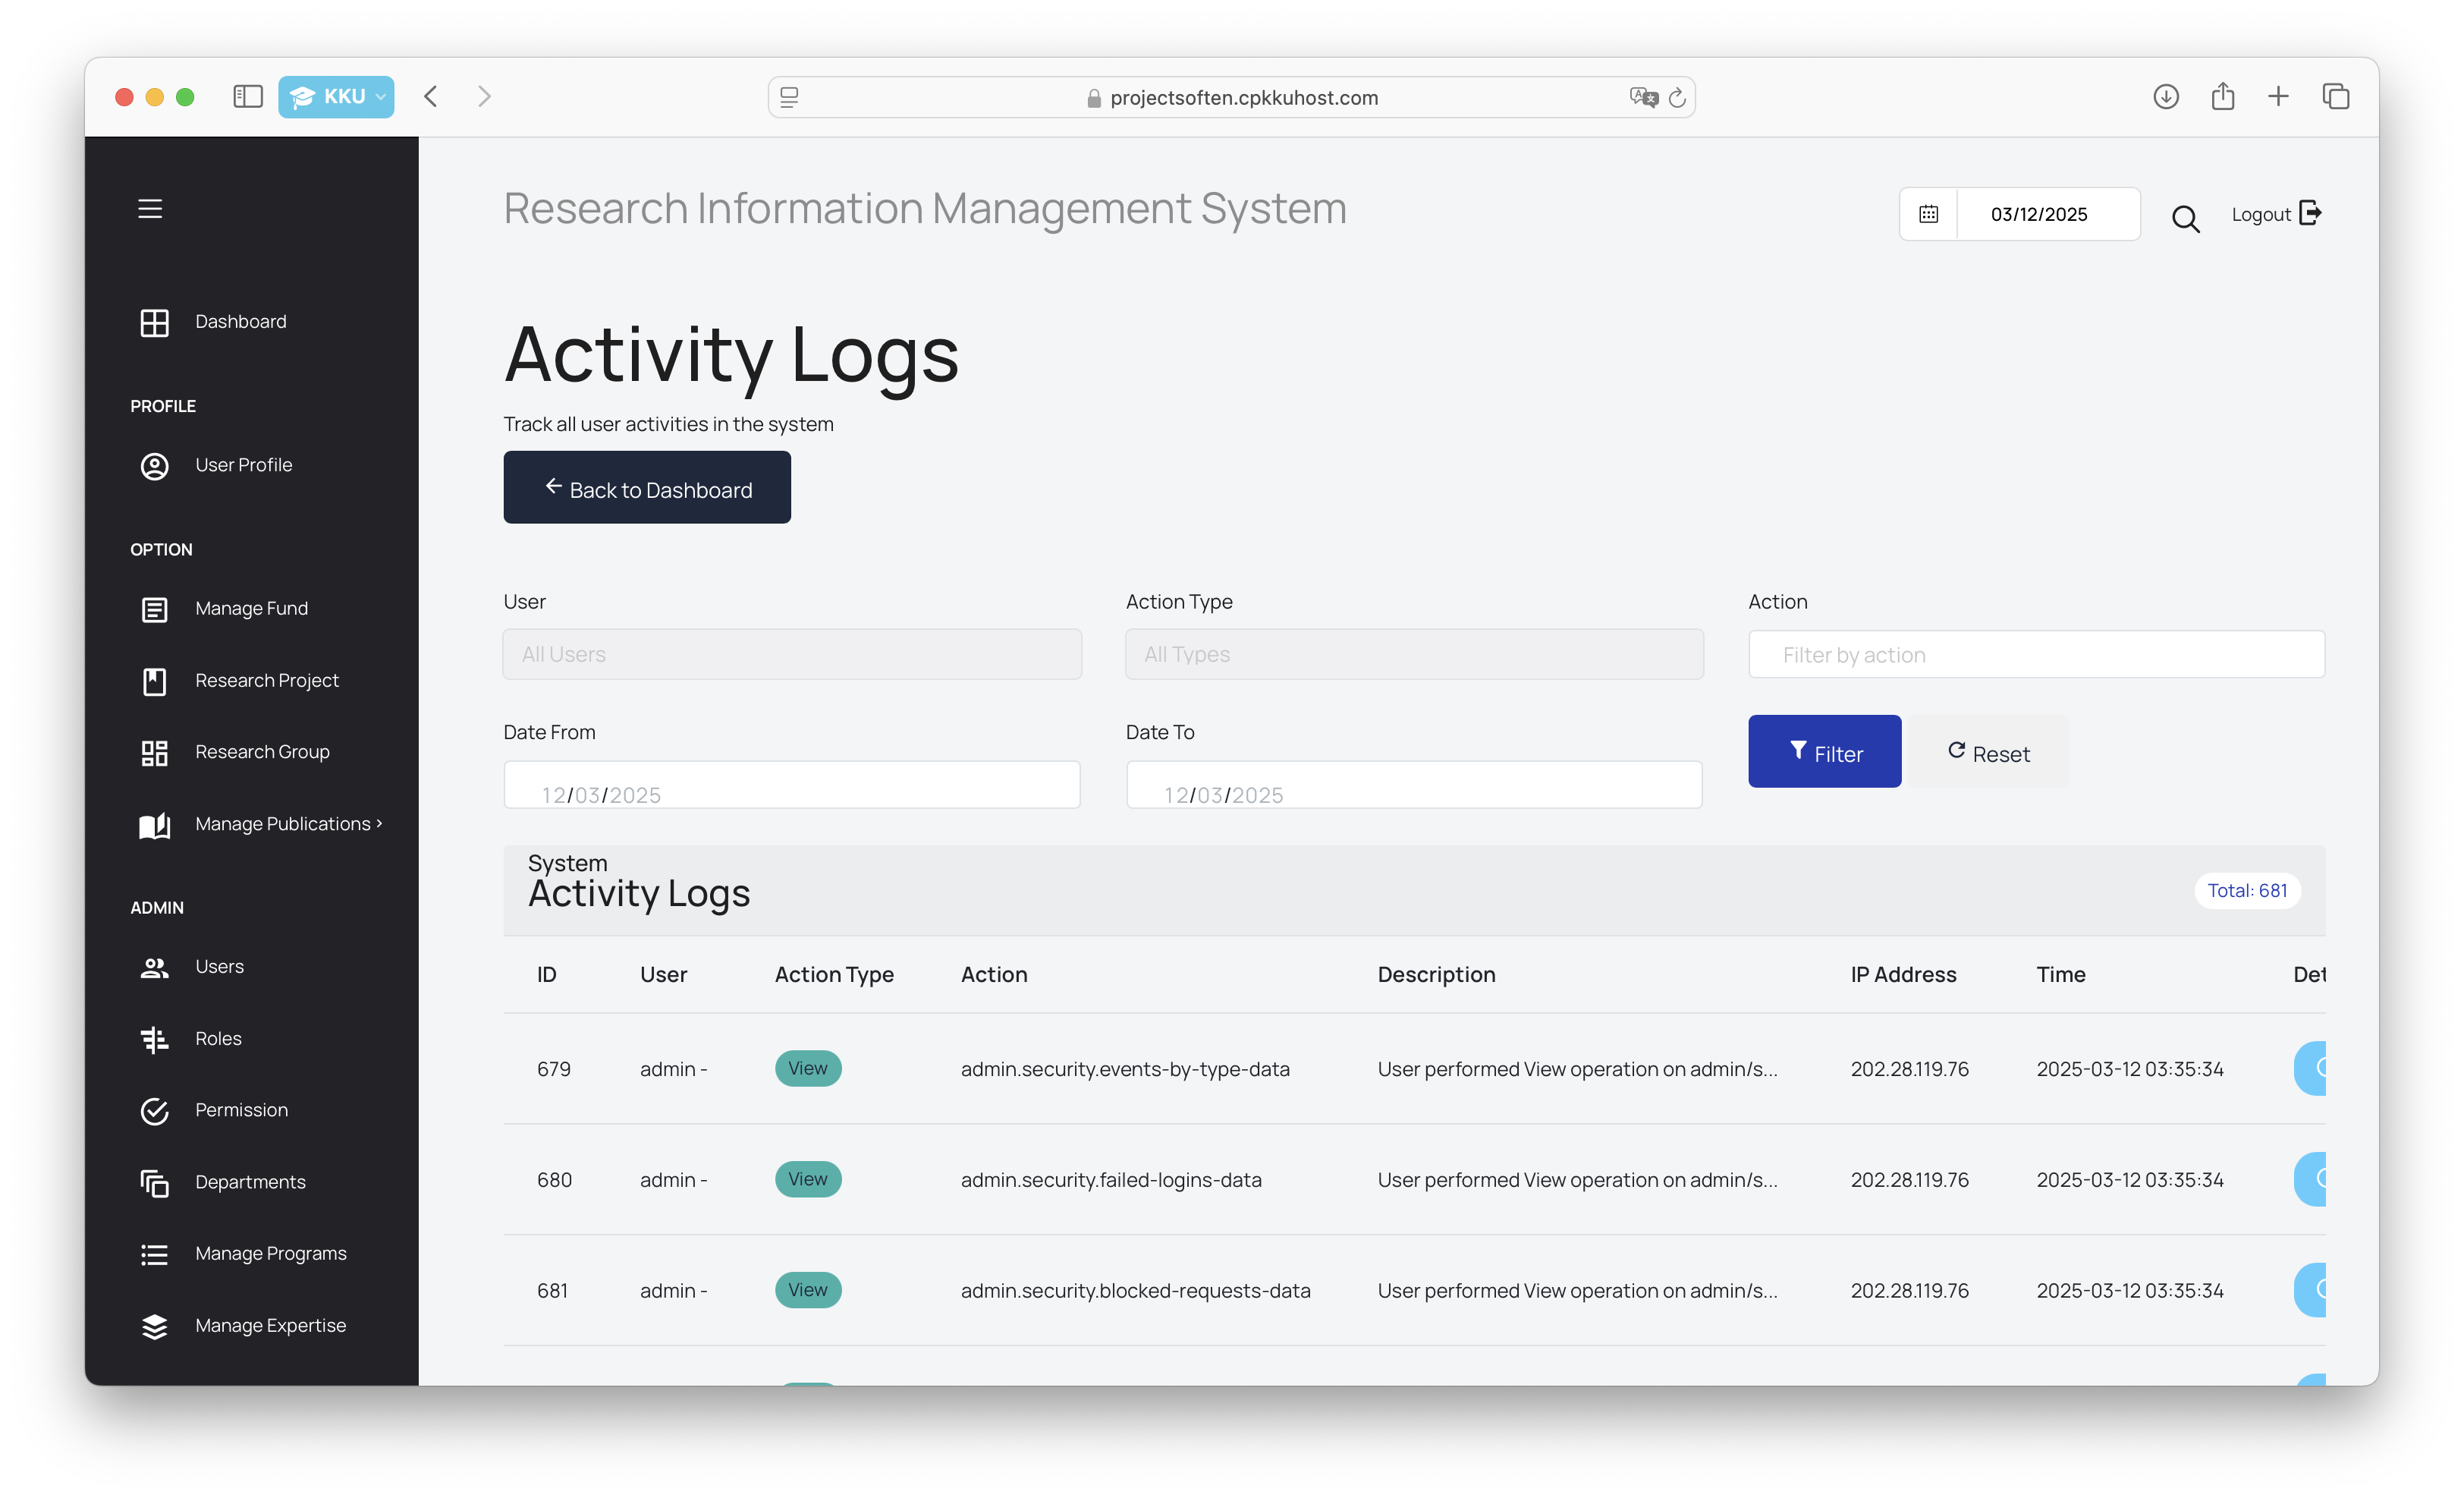 KKU
projectsoften.cpkkuhost.com
Research Information Management System
03/12/2025
Logout
Dashboard
PROFILE
User Profile
OPTION
Manage Fund
Research Project
Research Group
Manage Publications
ADMIN
Users
Roles
Permission
Departments
Manage Programs
Manage Expertise
Activity Logs
Track all user activities in the system
Back to Dashboard
User
Action Type
Action
All Users
All Types
Filter by action
Date From
Date To
12/03/2025
12/03/2025
Filter
Reset
System
Activity Logs
Total: 681
ID User Action Type Action Description IP Address Time Det
679 admin - View admin.security.events-by-type-data User performed View operation on admin/s... 202.28.119.76 2025-03-12 03:35:34
680 admin - View admin.security.failed-logins-data User performed View operation on admin/s... 202.28.119.76 2025-03-12 03:35:34
681 admin - View admin.security.blocked-requests-data User performed View operation on admin/s... 202.28.119.76 2025-03-12 03:35:34